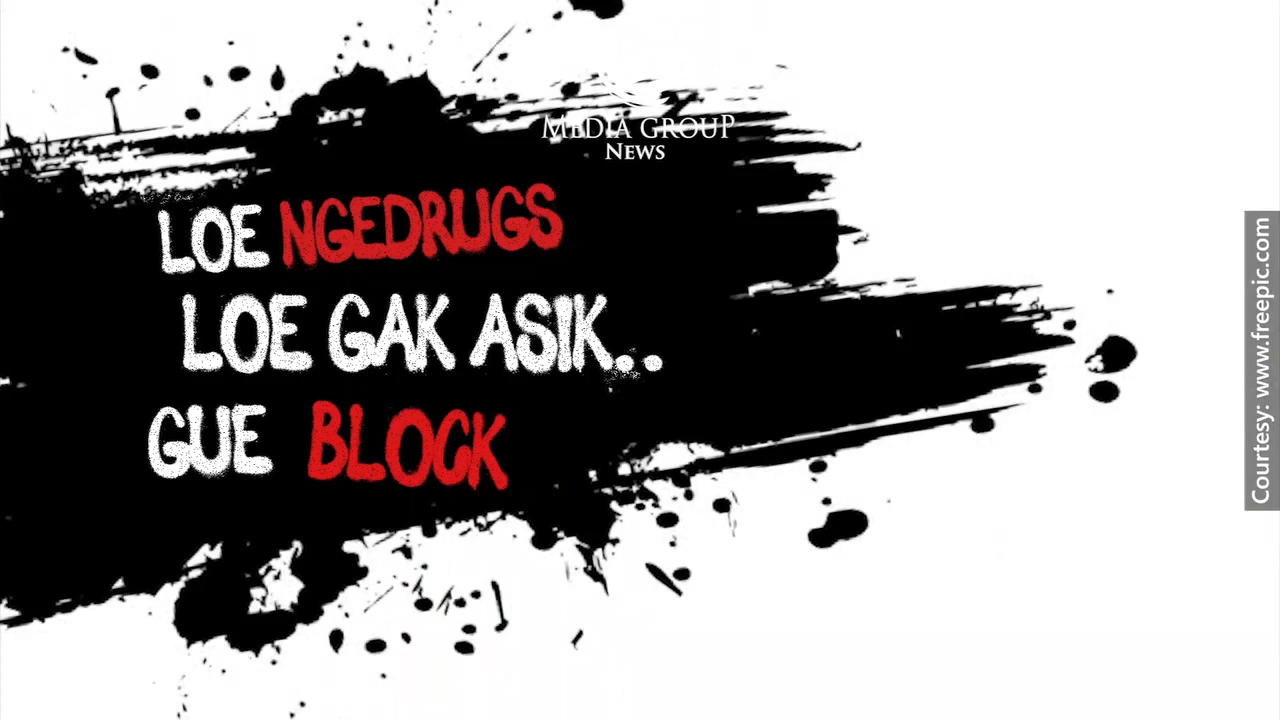 MEDIA GROUP
NEWS
LOE NGEDRUGS
LOE GAK ASIK..
GUE BLOCK
Courtesy: www.freepic.com